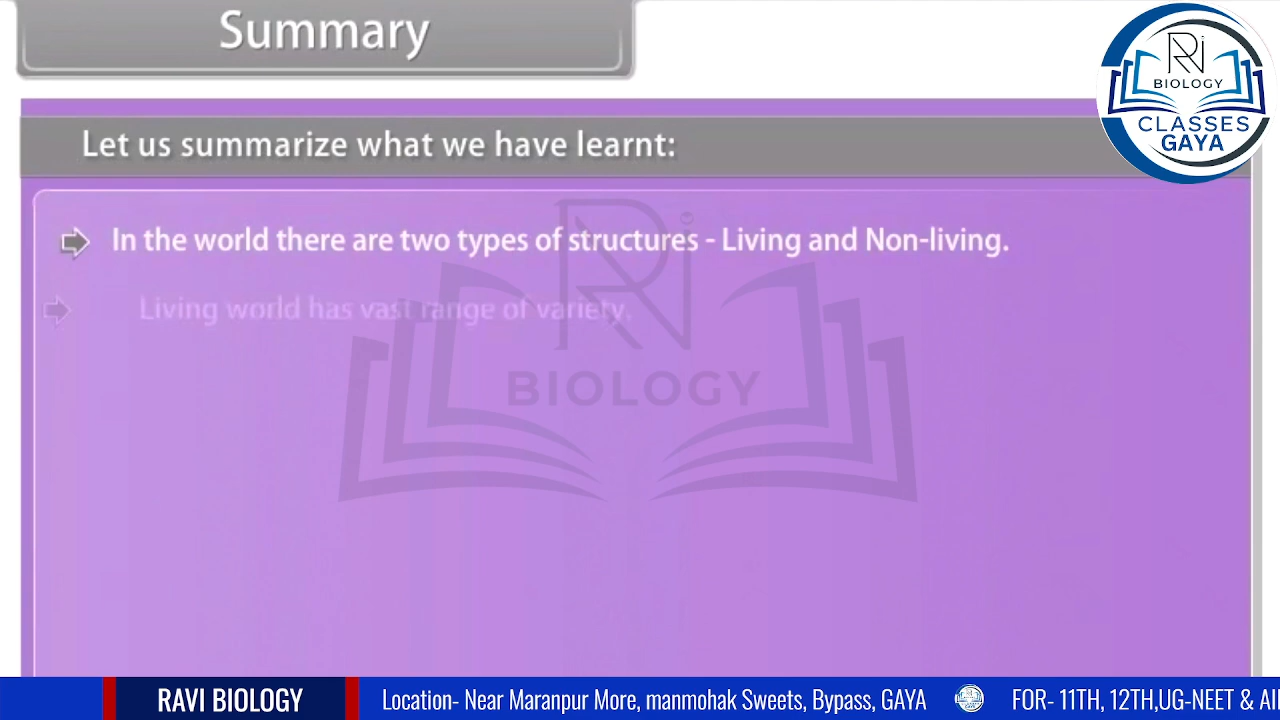 Summary
Ri
BIOLOGY
CLASSES
GAYA
Let us summarize what we have learnt:
In the world there are two types of structures - Living and Non-living.
Living world has vast range of variety.
Ri
BIOLOGY
RAVI BIOLOGY
Location- Near Maranpur More, manmohak Sweets, Bypass, GAYA
FOR- 11TH, 12TH,UG-NEET & AI